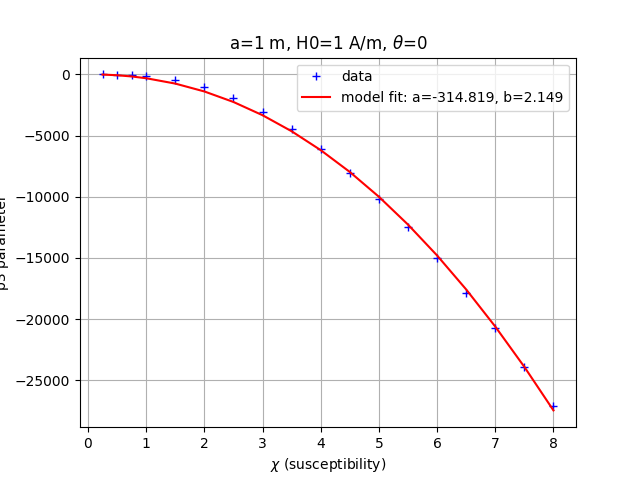 a=1 m, H0=1 A/m, θ=0
data
model fit: a=-314.819, b=2.149
0
−5000
−10000
−15000
−20000
−25000
parameter
0 1 2 3 4 5 6 7 8
χ (susceptibility)